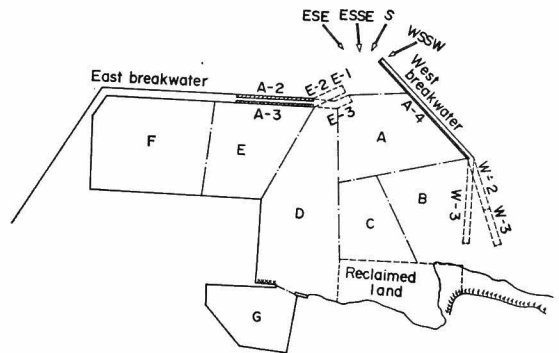 ESE ESSE S
WSSW
East breakwater
A-2
E-2 E-1
West breakwater
A-3
E-3
A-4
A
F
E
W-2
W-3
B
W-3
D
C
Reclaimed
land
G